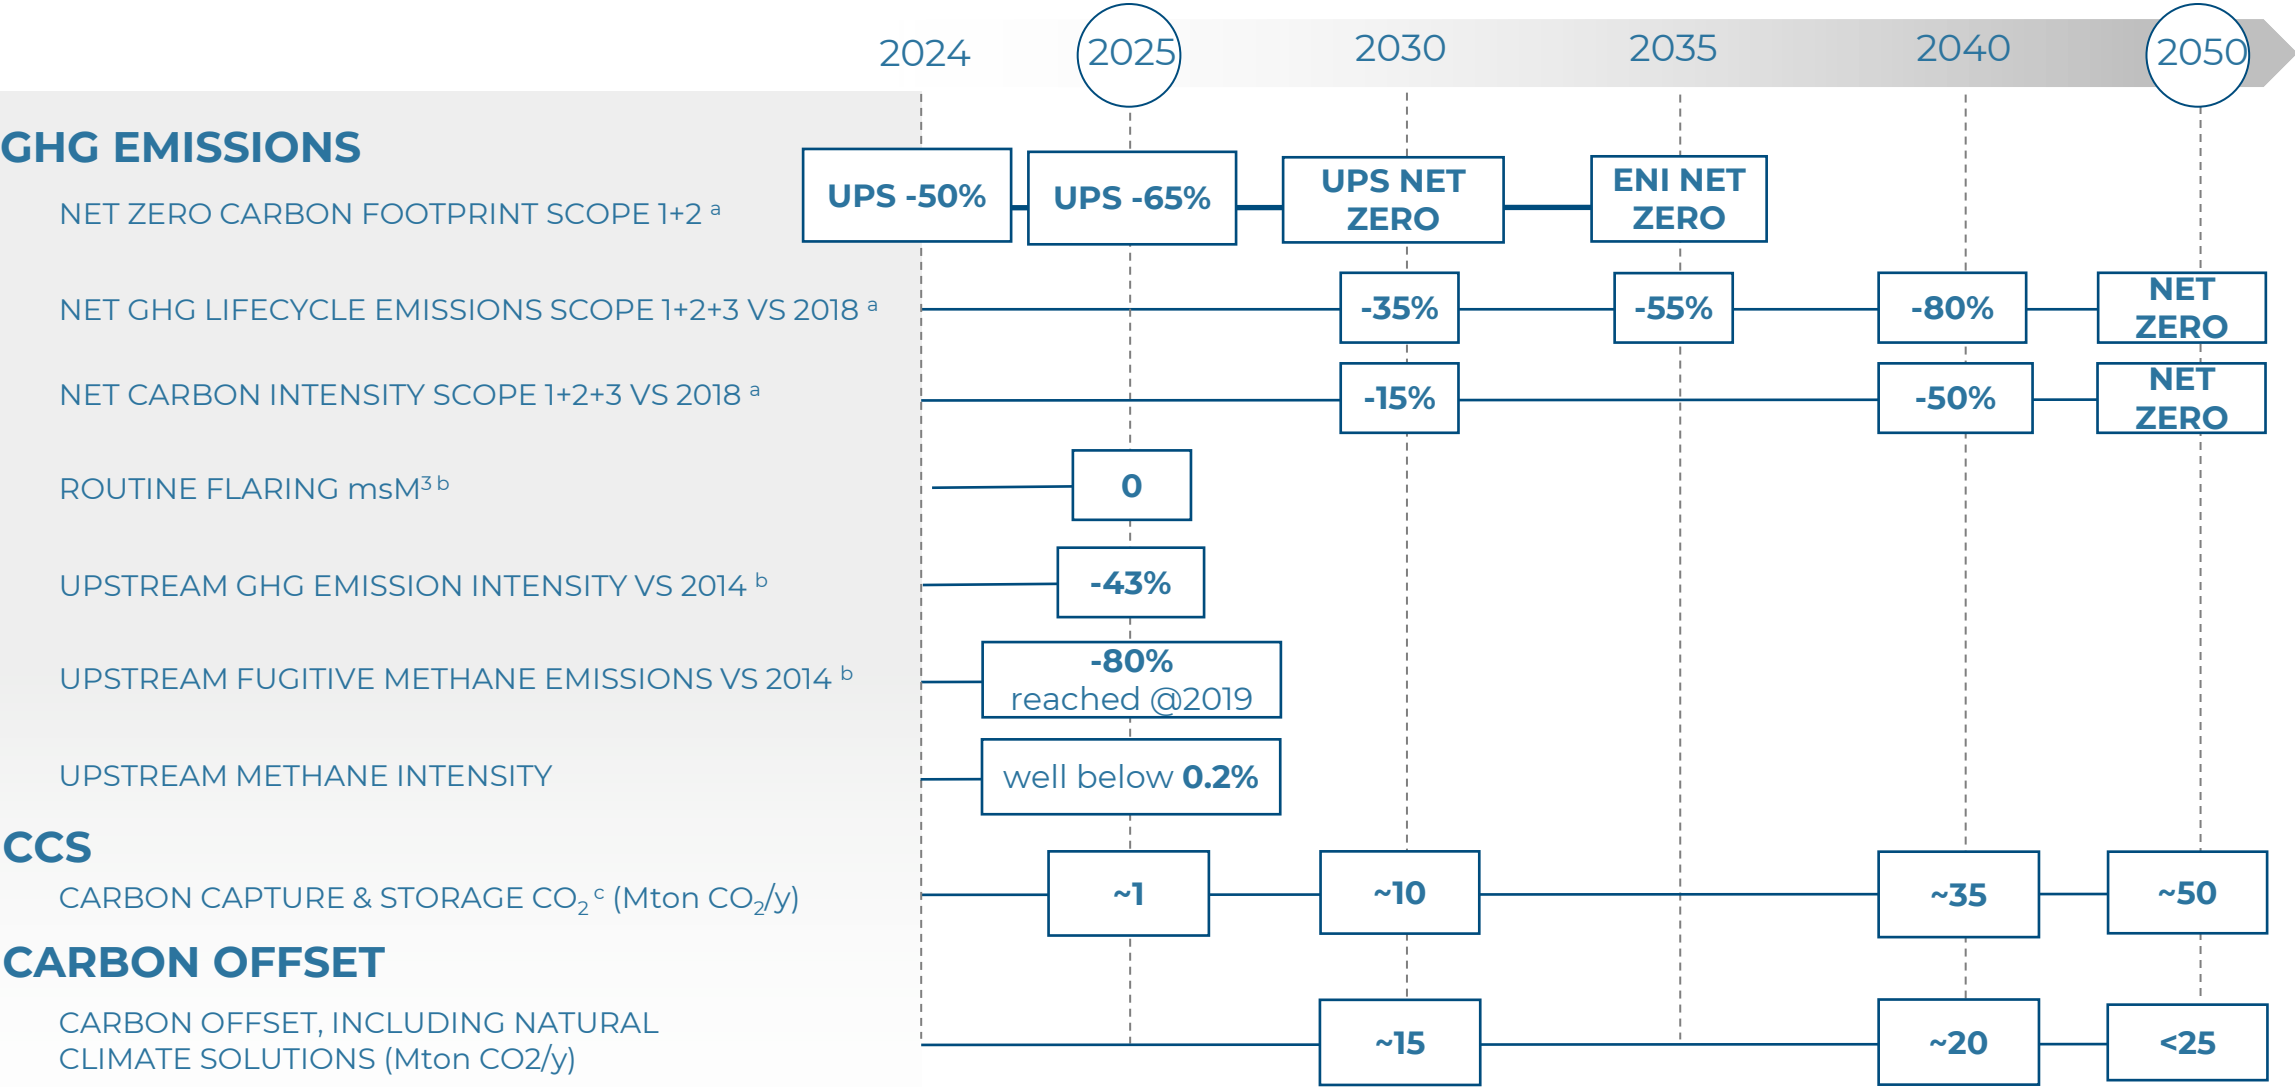 2024 2025 2030 2035 2040 2050
GHG EMISSIONS
NET ZERO CARBON FOOTPRINT SCOPE 1+2 ª
UPS -50%
UPS -65%
UPS NET
ZERO
ENI NET
ZERO
NET GHG LIFECYCLE EMISSIONS SCOPE 1+2+3 VS 2018 ª
-35%
-55%
-80%
NET
ZERO
NET CARBON INTENSITY SCOPE 1+2+3 VS 2018 ª
-15%
-50%
NET
ZERO
ROUTINE FLARING msM³ ᵇ
0
UPSTREAM GHG EMISSION INTENSITY VS 2014 ᵇ
-43%
UPSTREAM FUGITIVE METHANE EMISSIONS VS 2014 ᵇ
-80%
reached @2019
UPSTREAM METHANE INTENSITY
well below 0.2%
CCS
CARBON CAPTURE & STORAGE CO₂ ᶜ (Mton CO₂/y)
~1
~10
~35
~50
CARBON OFFSET
CARBON OFFSET, INCLUDING NATURAL
CLIMATE SOLUTIONS (Mton CO2/y)
~15
~20
<25